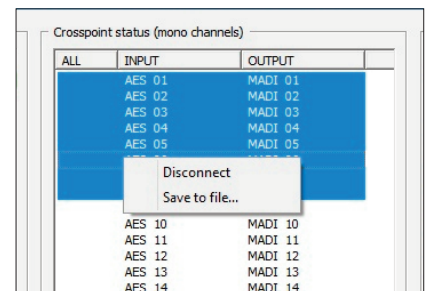 Crosspoint status (mono channels)
ALL INPUT OUTPUT
AES 01 MADI 01
AES 02 MADI 02
AES 03 MADI 03
AES 04 MADI 04
AES 05 MADI 05
Disconnect
Save to file...
AES 10 MADI 10
AES 11 MADI 11
AES 12 MADI 12
AES 13 MADI 13
AES 14 MADI 14